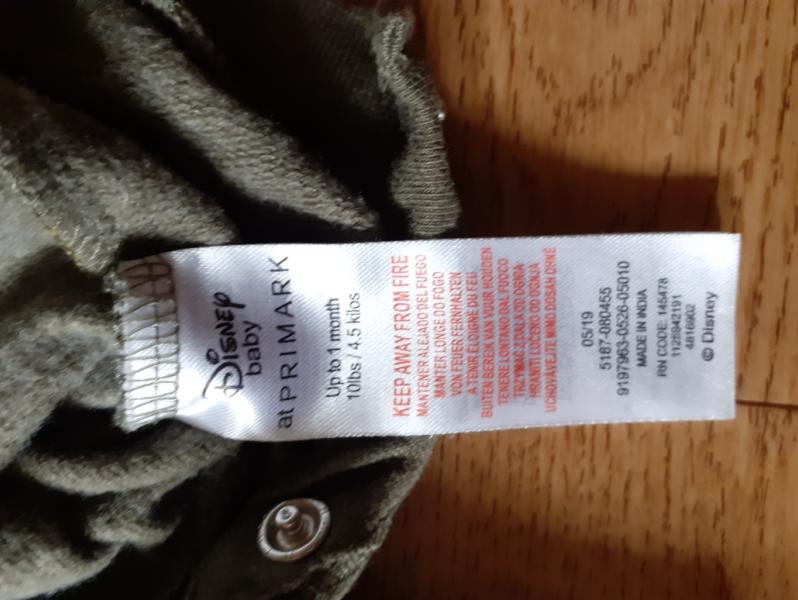 Disney
baby
at PRIMARK
Up to 1 month
10lbs / 4.5 kilos
KEEP AWAY FROM FIRE
MANTENER ALEJADO DEL FUEGO
MANTER LONGE DO FOGO
VON FEUER FERNHALTEN
A TENIR ÉLOIGNÉ DU FEU
BUITEN BEREIK VAN VUUR HOUDEN
TENERE LONTANO DAL FUOCO
TRZYMAĆ Z DALA OD OGNIA
HRANITI LOČENO OD OGNJA
UCHOVÁVEJTE MIMO DOSAH OHNĚ
05/19
5187-080455
9197963-0526-05010
MADE IN INDIA
RN CODE: 145478
1125942191
4816902
© Disney